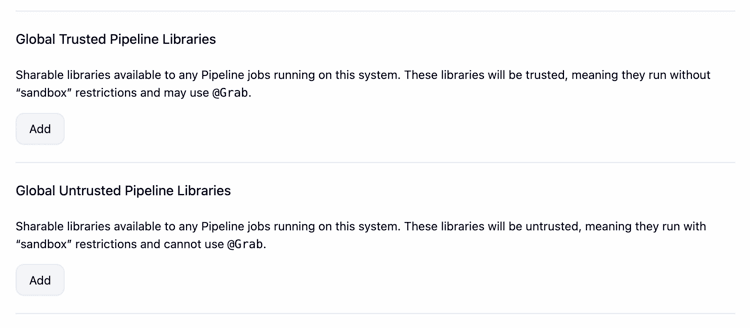 Global Trusted Pipeline Libraries
Sharable libraries available to any Pipeline jobs running on this system. These libraries will be trusted, meaning they run without
“sandbox” restrictions and may use @Grab.
Add
Global Untrusted Pipeline Libraries
Sharable libraries available to any Pipeline jobs running on this system. These libraries will be untrusted, meaning they run with
“sandbox” restrictions and cannot use @Grab.
Add